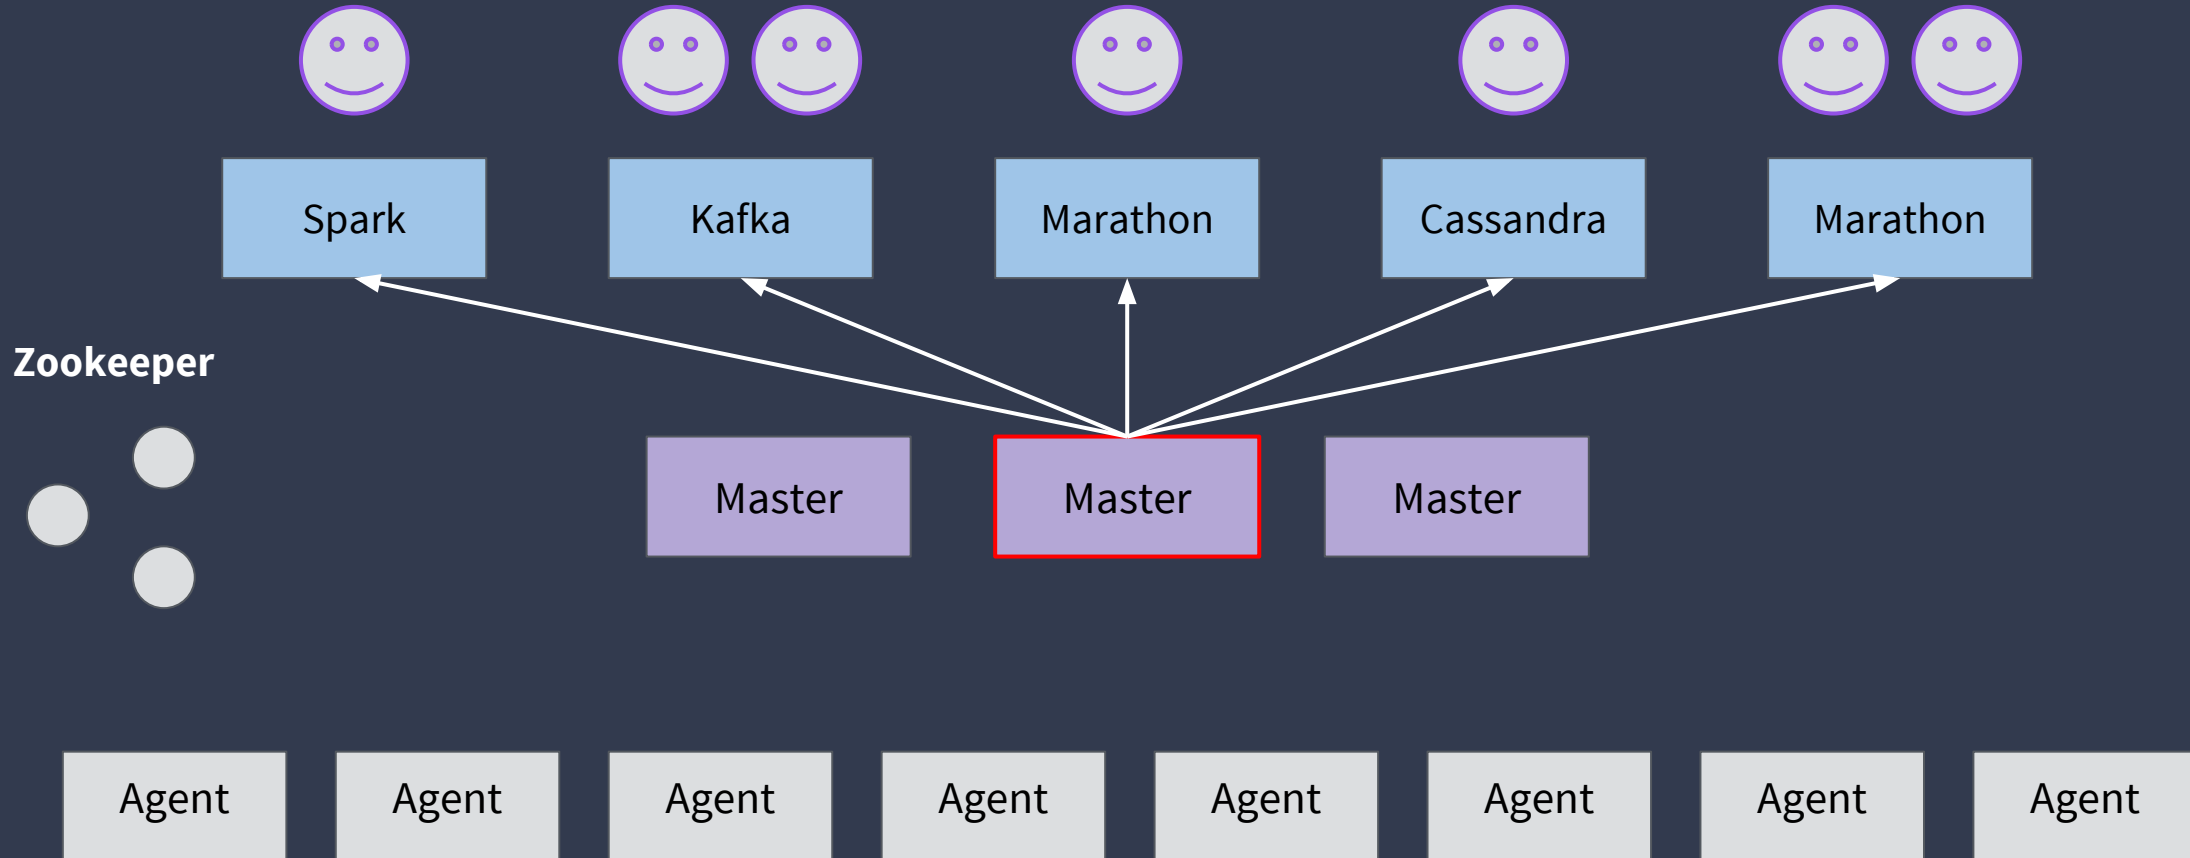 Spark
Kafka
Marathon
Cassandra
Marathon
Zookeeper
Master
Master
Master
Agent
Agent
Agent
Agent
Agent
Agent
Agent
Agent